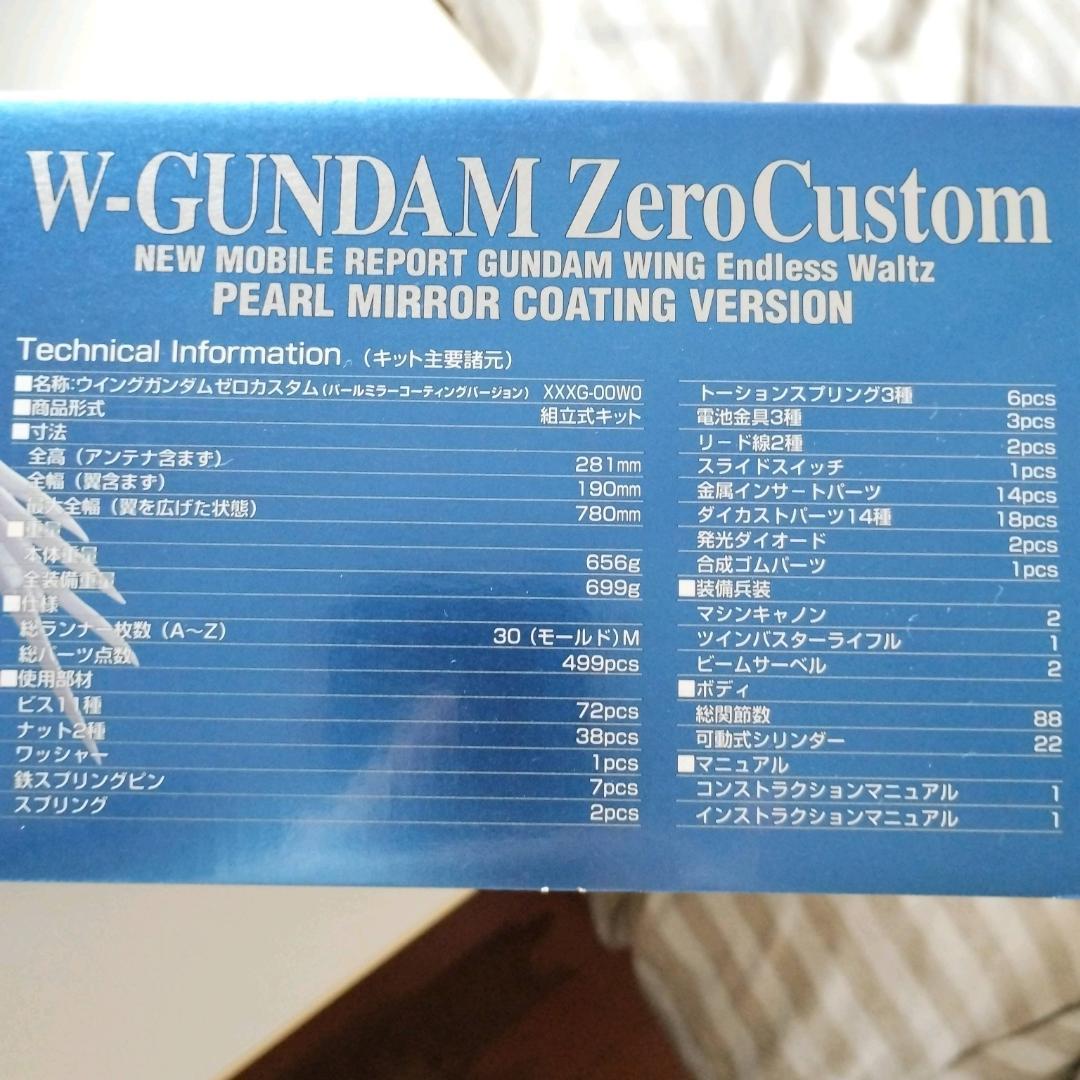 W-GUNDAM ZeroCustom
NEW MOBILE REPORT GUNDAM WING Endless Waltz
PEARL MIRROR COATING VERSION
Technical Information （キット主要諸元）
■名称:ウイングガンダムゼロカスタム(パールミラーコーティングバージョン) XXXG-00W0
■商品形式 組立式キット
■寸法
全高（アンテナ含まず） 281mm
全幅（翼含まず） 190mm
最大全幅（翼を広げた状態） 780mm
■重量
本体重量 656g
全装備重量 699g
■仕様
総ランナー枚数（A〜Z） 30（モールド）M
総パーツ点数 499pcs
■使用部材
ビス11種 72pcs
ナット2種 38pcs
ワッシャー 1pcs
鉄スプリングピン 7pcs
スプリング 2pcs
トーションスプリング3種 6pcs
電池金具3種 3pcs
リード線2種 2pcs
スライドスイッチ 1pcs
金属インサートパーツ 14pcs
ダイカストパーツ14種 18pcs
発光ダイオード 2pcs
合成ゴムパーツ 1pcs
■装備兵装
マシンキャノン 2
ツインバスターライフル 1
ビームサーベル 2
■ボディ
総関節数 88
可動式シリンダー 22
■マニュアル
コンストラクションマニュアル 1
インストラクションマニュアル 1